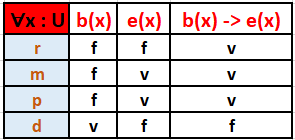 ∀x : U b(x) e(x) b(x) -> e(x)
r f f v
m f v v
p f v v
d v f f